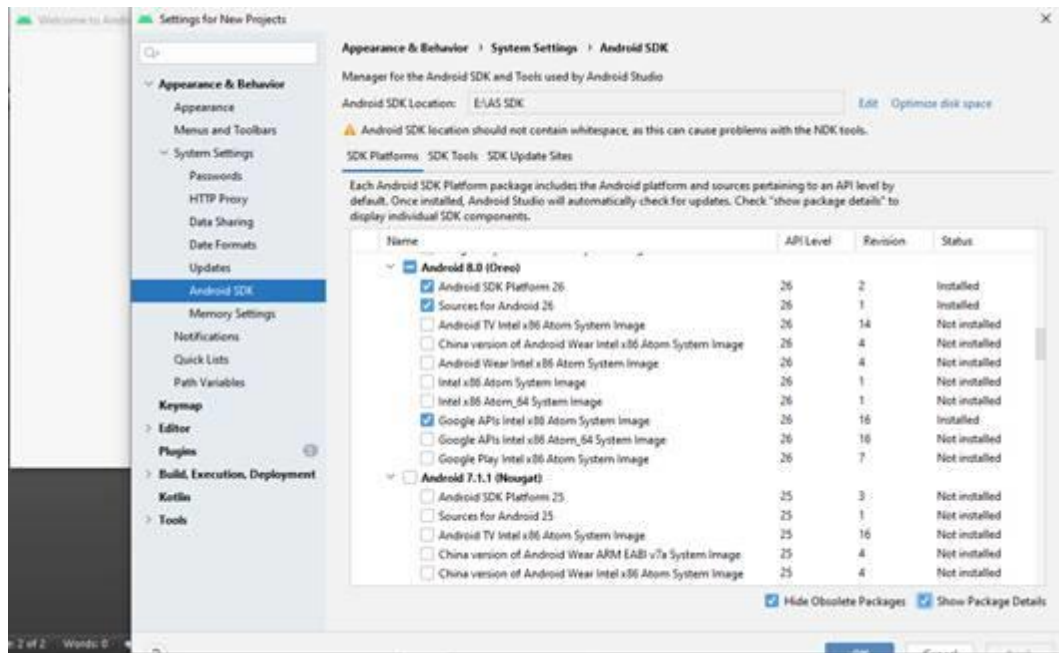 Welcome to
Settings for New Projects
Appearance & Behavior
Appearance
Menus and Toolbars
System Settings
Passwords
HTTP Proxy
Data Sharing
Date Formats
Updates
Android SDK
Memory Settings
Notifications
Quick Lists
Path Variables
Keymap
Editor
Plugins
Build, Execution, Deployment
Kotlin
Tools
Appearance & Behavior › System Settings › Android SDK
Manager for the Android SDK and Tools used by Android Studio
Android SDK Location: E:\AS SDK Edit Optimize disk space
Android SDK location should not contain whitespace, as this can cause problems with the NDK tools.
SDK Platforms SDK Tools SDK Update Sites
Each Android SDK Platform package includes the Android platform and sources pertaining to an API level by
default. Once installed, Android Studio will automatically check for updates. Check "show package details" to
display individual SDK components.
Name API Level Revision Status
Android 8.0 (Oreo)
Android SDK Platform 26 26 2 Installed
Sources for Android 26 26 1 Installed
Android TV Intel x86 Atom System Image 26 14 Not installed
China version of Android Wear Intel x86 Atom System Image 26 4 Not installed
Android Wear Intel x86 Atom System Image 26 4 Not installed
Intel x86 Atom System Image 26 1 Not installed
Intel x86 Atom_64 System Image 26 1 Not installed
Google APIs Intel x86 Atom System Image 26 16 Installed
Google APIs Intel x86 Atom_64 System Image 26 16 Not installed
Google Play Intel x86 Atom System Image 26 7 Not installed
Android 7.1.1 (Nougat)
Android SDK Platform 25 25 3 Not installed
Sources for Android 25 25 1 Not installed
Android TV Intel x86 Atom System Image 25 16 Not installed
China version of Android Wear ARM EABI v7a System Image 25 4 Not installed
China version of Android Wear Intel x86 Atom System Image 25 4 Not installed
Hide Obsolete Packages Show Package Details
2 of 2 Words: 0